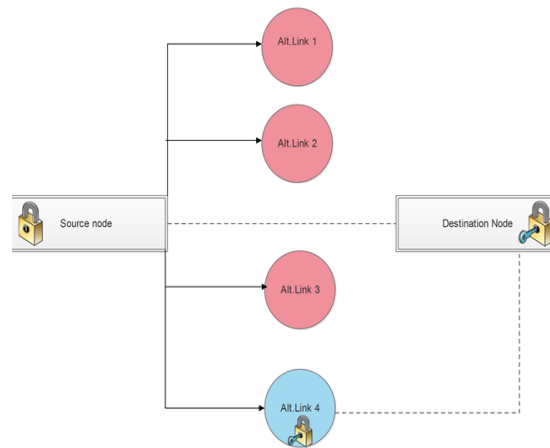 Alt.Link 1
Alt.Link 2
Source node
Destination Node
Alt.Link 3
Alt.Link 4